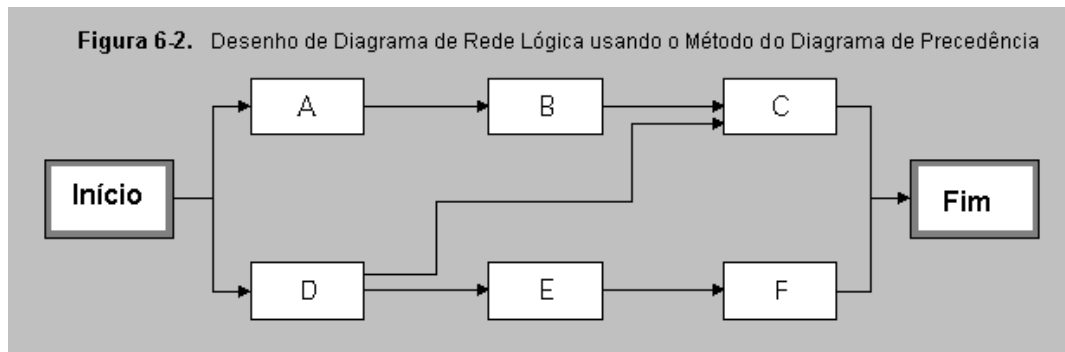 Figura 6-2. Desenho de Diagrama de Rede Lógica usando o Método do Diagrama de Precedência
A
B
C
Início
Fim
D
E
F